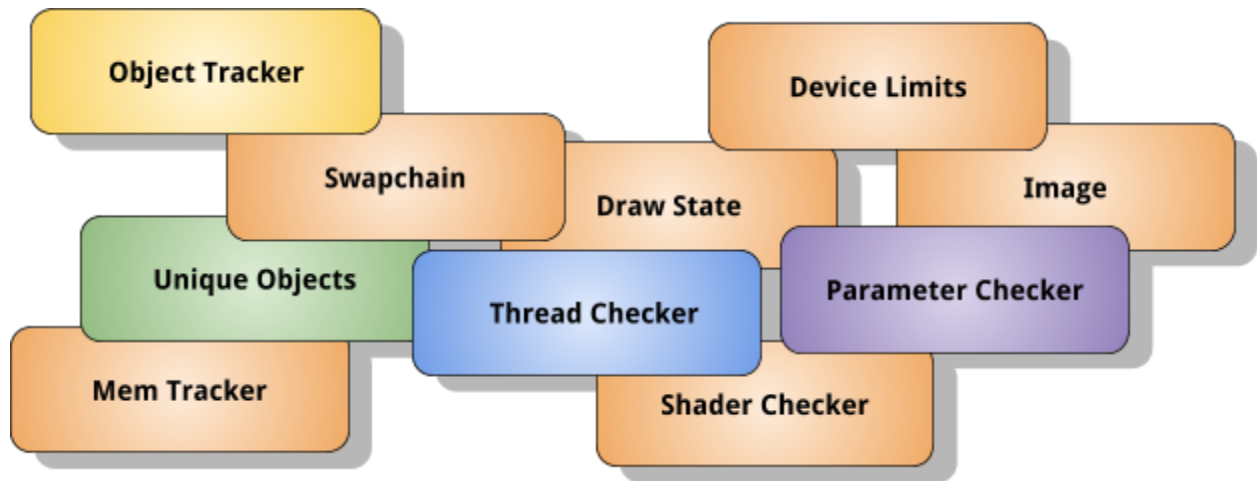 Object Tracker
Device Limits
Swapchain
Image
Draw State
Unique Objects
Parameter Checker
Thread Checker
Mem Tracker
Shader Checker